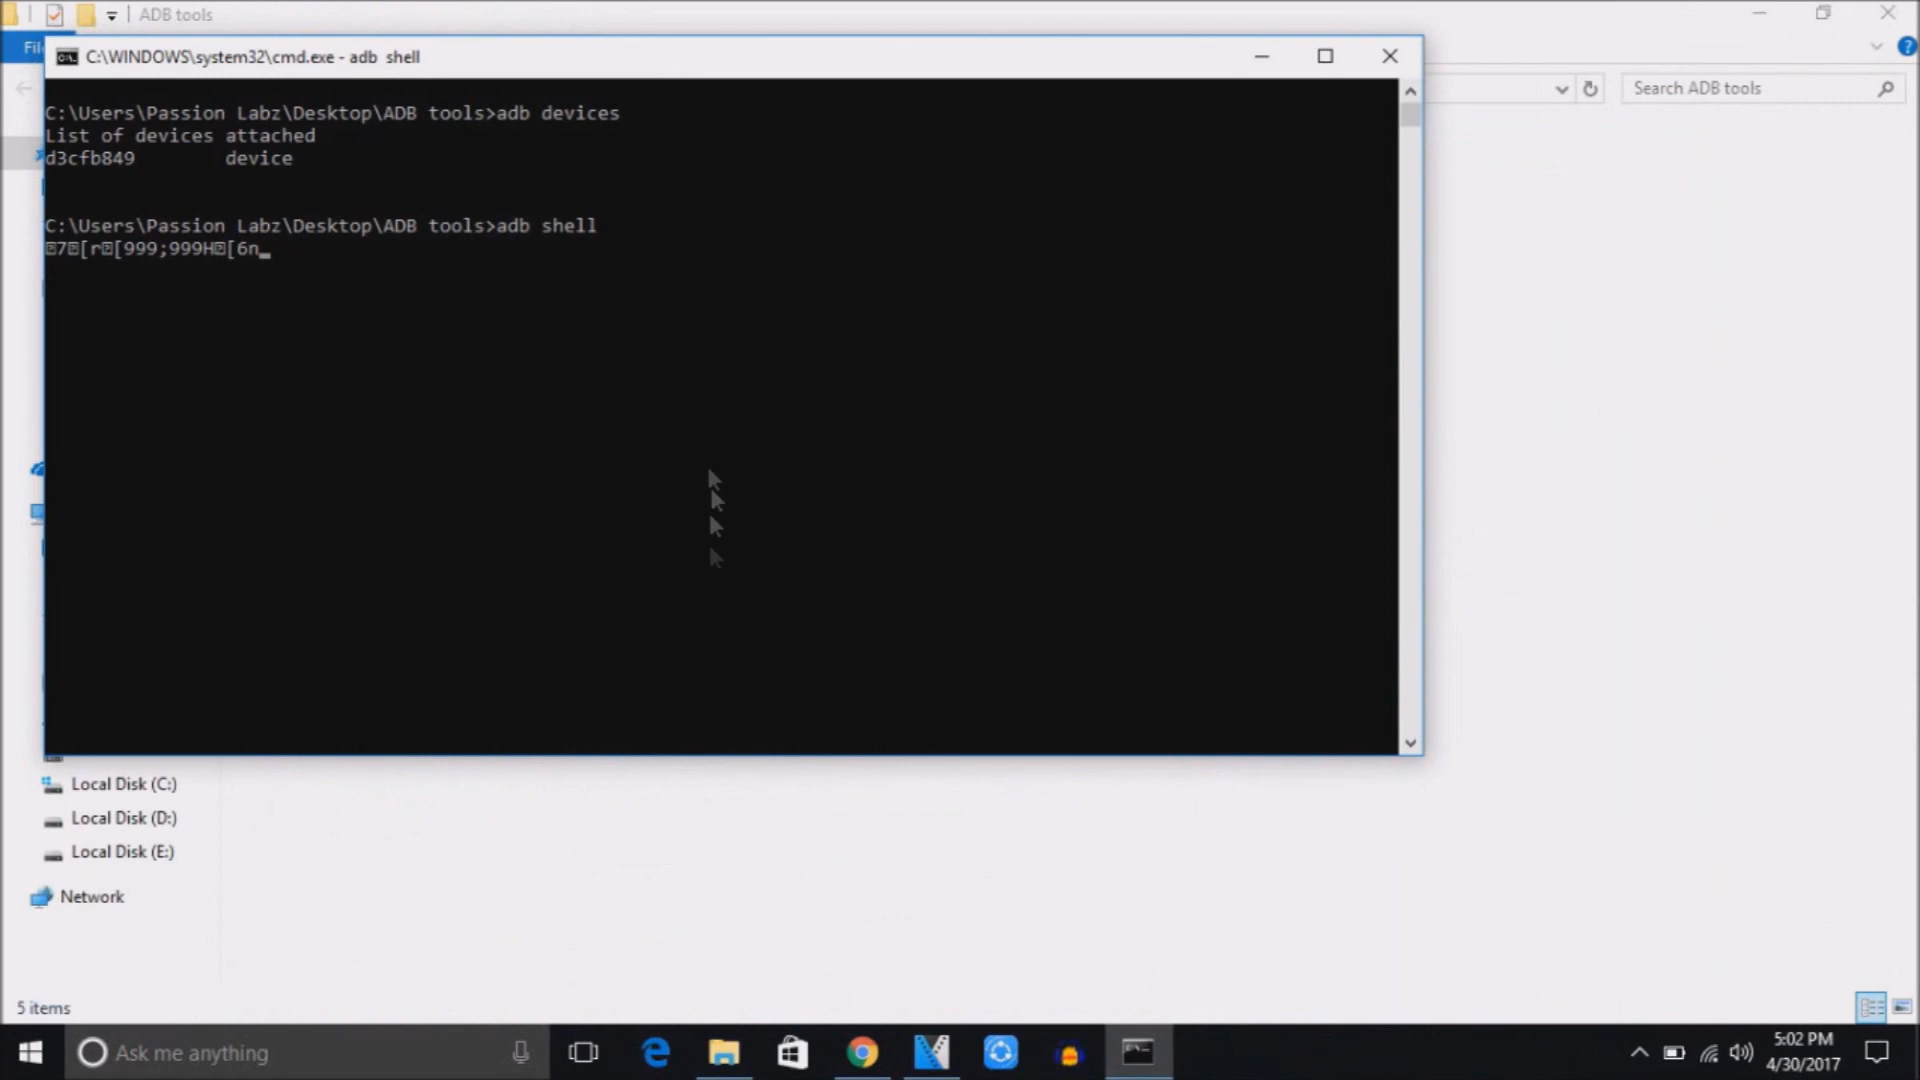 ADB tools
Fil
C:\WINDOWS\system32\cmd.exe - adb shell
Search ADB tools
C:\Users\Passion Labz\Desktop\ADB tools>adb devices
List of devices attached
d3cfb849 device
C:\Users\Passion Labz\Desktop\ADB tools>adb shell
�7�[r�[999;999H�[6n_
Local Disk (C:)
Local Disk (D:)
Local Disk (E:)
Network
5 items
Ask me anything
5:02 PM
4/30/2017